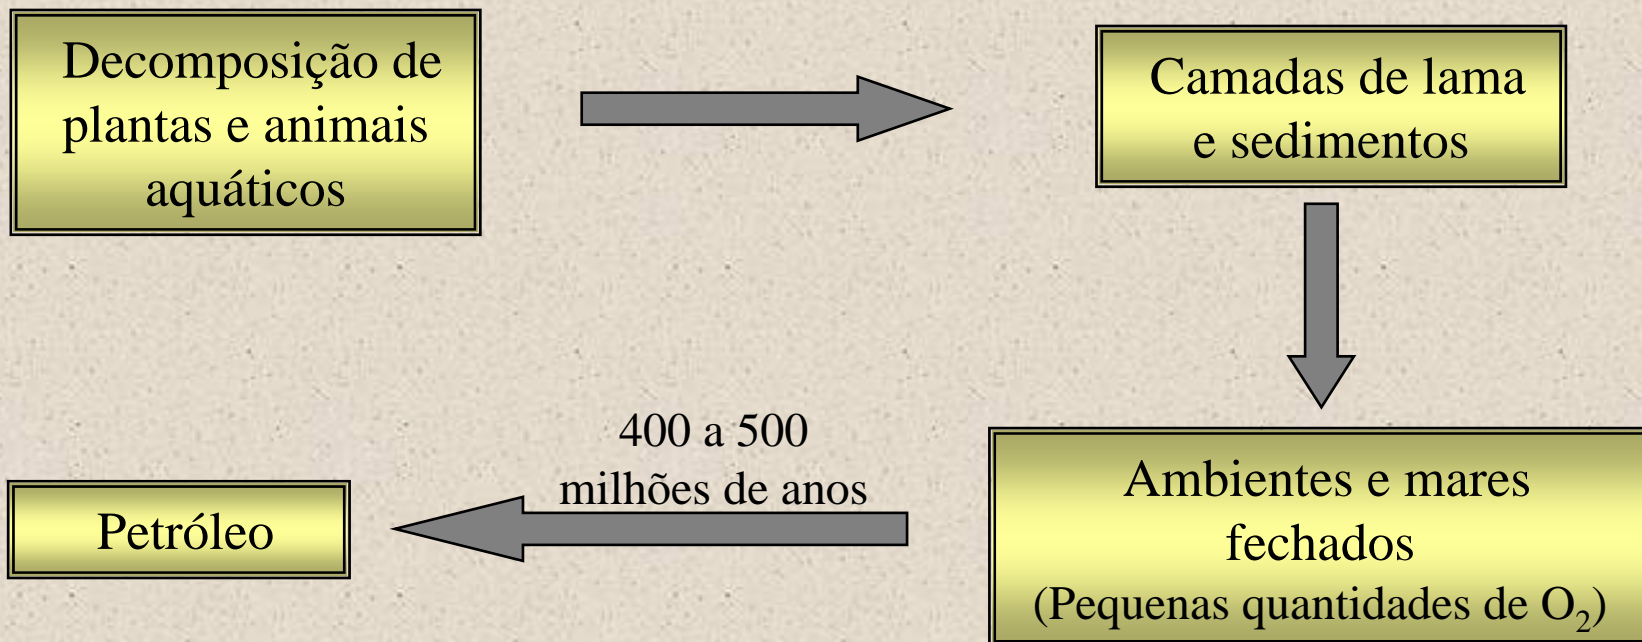 Decomposição de
plantas e animais
aquáticos
Camadas de lama
e sedimentos
Ambientes e mares
fechados
(Pequenas quantidades de O₂)
400 a 500
milhões de anos
Petróleo